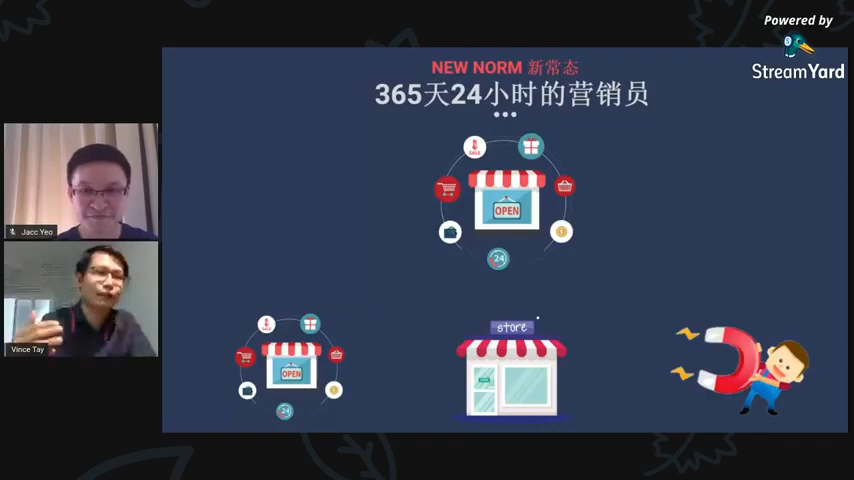 Powered by
StreamYard
NEW NORM 新常态
365天24小时的营销员
SALE
OPEN
24
Jacc Yeo
Vince Tay
SALE
OPEN
24
store